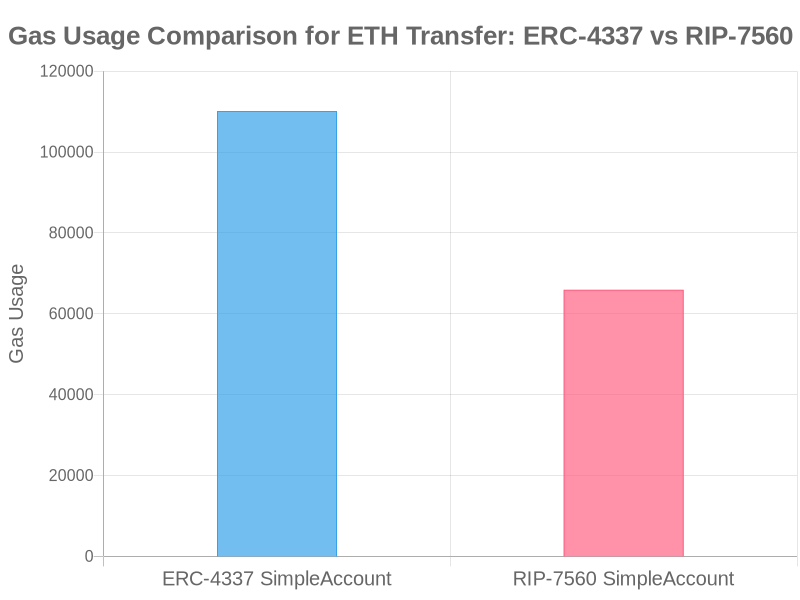 Gas Usage Comparison for ETH Transfer: ERC-4337 vs RIP-7560
120000
100000
80000
60000
40000
20000
0
Gas Usage
ERC-4337 SimpleAccount
RIP-7560 SimpleAccount